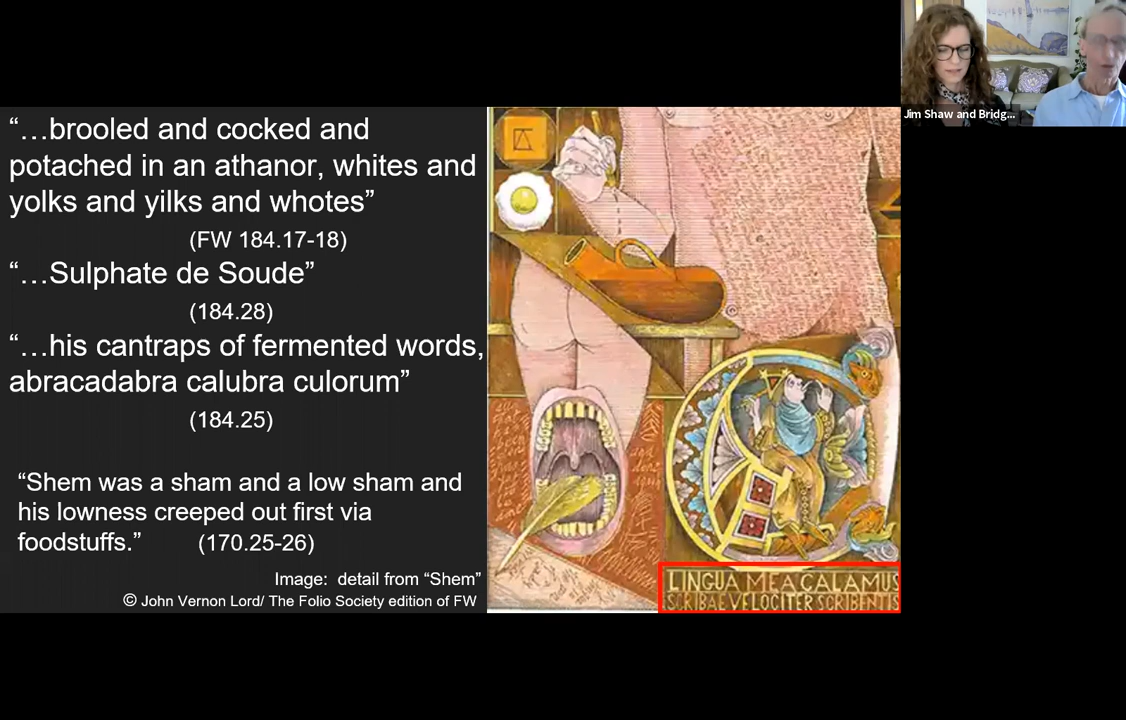 Jim Shaw and Bridg...
“…brooled and cocked and
potached in an athanor, whites and
yolks and yilks and whotes”
(FW 184.17-18)
“…Sulphate de Soude”
(184.28)
“…his cantraps of fermented words,
abracadabra calubra culorum”
(184.25)
“Shem was a sham and a low sham and
his lowness creeped out first via
foodstuffs.” (170.25-26)
Image: detail from “Shem”
© John Vernon Lord/ The Folio Society edition of FW
LINGUA MEA CALAMUS
SCRIBAE VELOCITER SCRIBENTIS